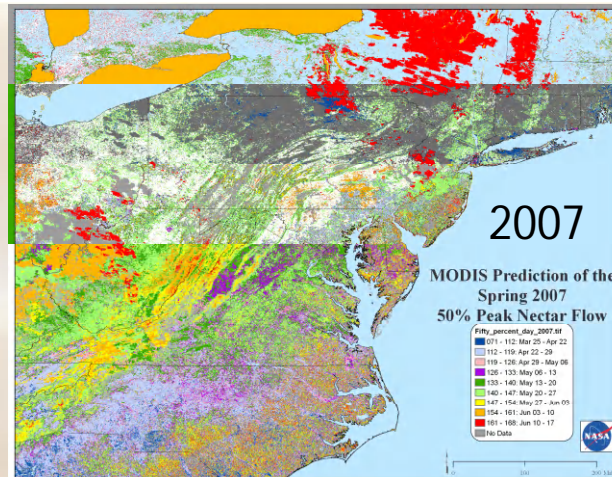 2007
MODIS Prediction of the
Spring 2007
50% Peak Nectar Flow
Fifty_percent_day_2007.tif
071 - 112: Mar 25 - Apr 22
112 - 119: Apr 22 - 29
119 - 126: Apr 29 - May 06
126 - 133: May 06 - 13
133 - 140: May 13 - 20
140 - 147: May 20 - 27
147 - 154: May 27 - Jun 03
154 - 161: Jun 03 - 10
161 - 168: Jun 10 - 17
No Data
NASA
0 100 200